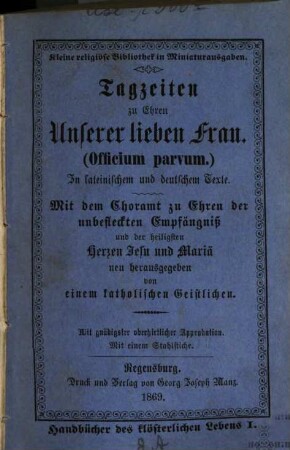 Kleine religiöse Bibliothek in Miniaturausgaben.
Tagzeiten
zu Ehren
Unserer lieben Frau.
(Officium parvum.)
In lateinischem und deutschem Texte.
Mit dem Choramt zu Ehren der
unbefleckten Empfängniß
und der heiligsten
Herzen Jesu und Mariä
neu herausgegeben
von
einem katholischen Geistlichen.
Mit gnädigster oberhirtlicher Approbation.
Mit einem Stahlstiche.
Regensburg.
Druck und Verlag von Georg Joseph Manz.
1869.
Handbücher des klösterlichen Lebens I.